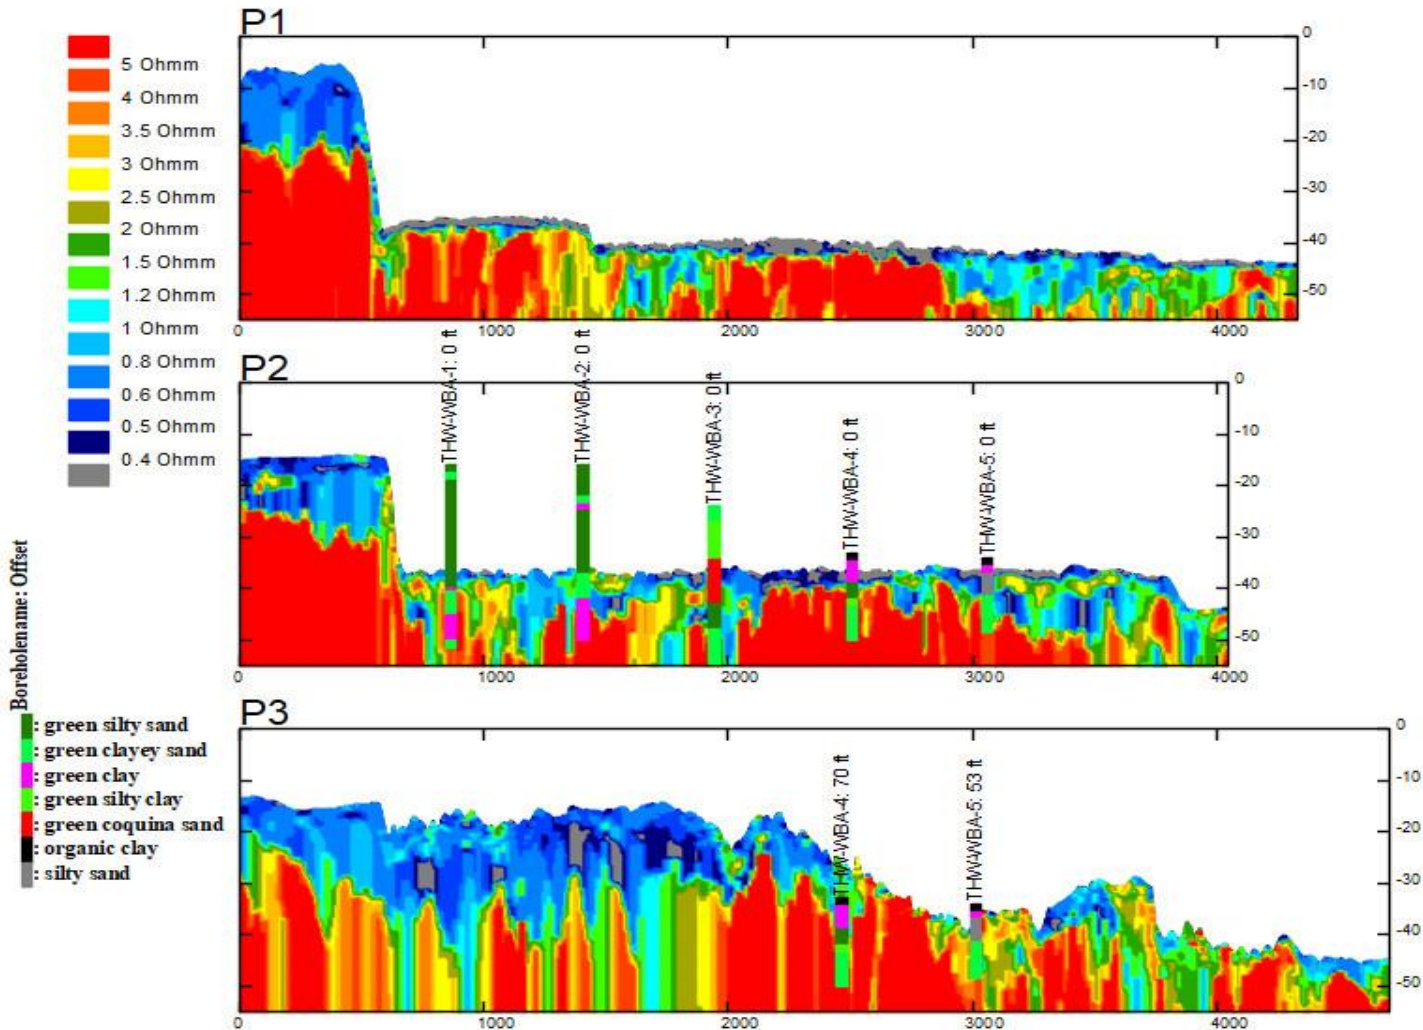 P1
5 Ohmm
4 Ohmm
3.5 Ohmm
3 Ohmm
2.5 Ohmm
2 Ohmm
1.5 Ohmm
1.2 Ohmm
1 Ohmm
0.8 Ohmm
0.6 Ohmm
0.5 Ohmm
0.4 Ohmm
0
-10
-20
-30
-40
-50
0 1000 2000 3000 4000
P2
THW-WBA-1: 0 ft
THW-WBA-2: 0 ft
THW-WBA-3: 0 ft
THW-WBA-4: 0 ft
THW-WBA-5: 0 ft
0
-10
-20
-30
-40
-50
0 1000 2000 3000 4000
Boreholename: Offset
: green silty sand
: green clayey sand
: green clay
: green silty clay
: green coquina sand
: organic clay
: silty sand
P3
THW-WBA-4: 70 ft
THW-WBA-5: 53 ft
0
-10
-20
-30
-40
-50
0 1000 2000 3000 4000